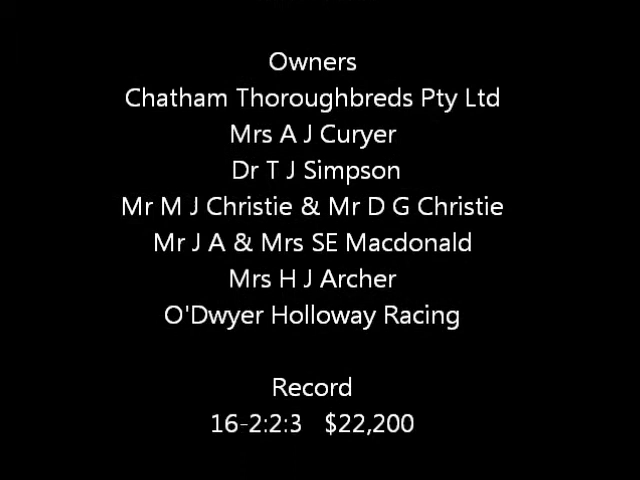 Owners
Chatham Thoroughbreds Pty Ltd
Mrs A J Curyer
Dr T J Simpson
Mr M J Christie & Mr D G Christie
Mr J A & Mrs SE Macdonald
Mrs H J Archer
O'Dwyer Holloway Racing
Record
16-2:2:3 $22,200